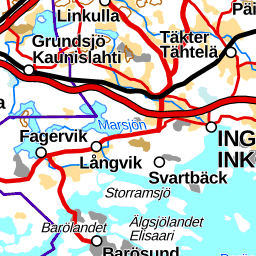 Linkulla
Täkter
Tähtelä
Grundsjö
Kaunislahti
Marsjön
Fagervik
Långvik
ING
INK
Svartbäck
Storramsjö
Barölandet
Älgsjölandet
Elisaari
Barösund